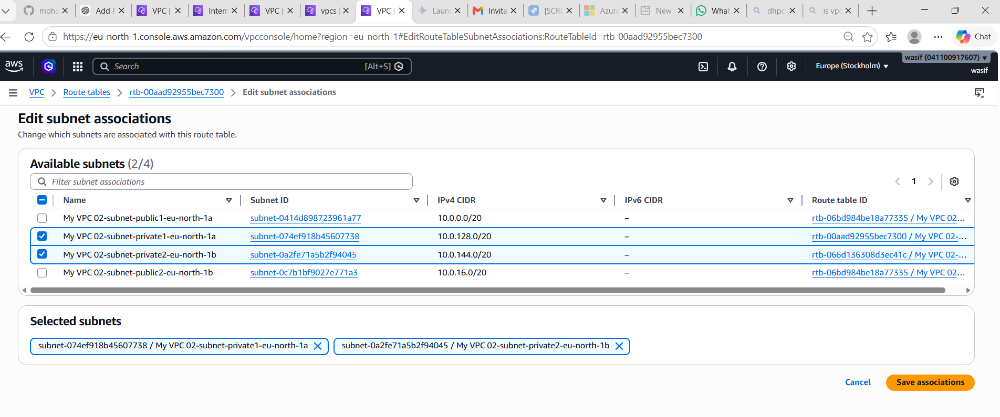 moho
Add P
VPC |
Intern
VPC |
vpcs |
VPC |
Launc
Invita
[SCRU
Azure
New
What
dhpc
is vpc
https://eu-north-1.console.aws.amazon.com/vpcconsole/home?region=eu-north-1#EditRouteTableSubnetAssociations:RouteTableId=rtb-00aad92955bec7300
Chat
aws
Search
[Alt+S]
Europe (Stockholm)
wasif (041100917607)
wasif
VPC
Route tables
rtb-00aad92955bec7300
Edit subnet associations
Edit subnet associations
Change which subnets are associated with this route table.
Available subnets (2/4)
Filter subnet associations
1
Name Subnet ID IPv4 CIDR IPv6 CIDR Route table ID
My VPC 02-subnet-public1-eu-north-1a subnet-0414d898723961a77 10.0.0.0/20 – rtb-06bd984be18a77335 / My VPC 02...
My VPC 02-subnet-private1-eu-north-1a subnet-074ef918b45607738 10.0.128.0/20 – rtb-00aad92955bec7300 / My VPC 02-...
My VPC 02-subnet-private2-eu-north-1b subnet-0a2fe71a5b2f94045 10.0.144.0/20 – rtb-066d136308d3ec41c / My VPC 02-...
My VPC 02-subnet-public2-eu-north-1b subnet-0c7b1bf9027e771a3 10.0.16.0/20 – rtb-06bd984be18a77335 / My VPC 02...
Selected subnets
subnet-074ef918b45607738 / My VPC 02-subnet-private1-eu-north-1a
subnet-0a2fe71a5b2f94045 / My VPC 02-subnet-private2-eu-north-1b
Cancel
Save associations